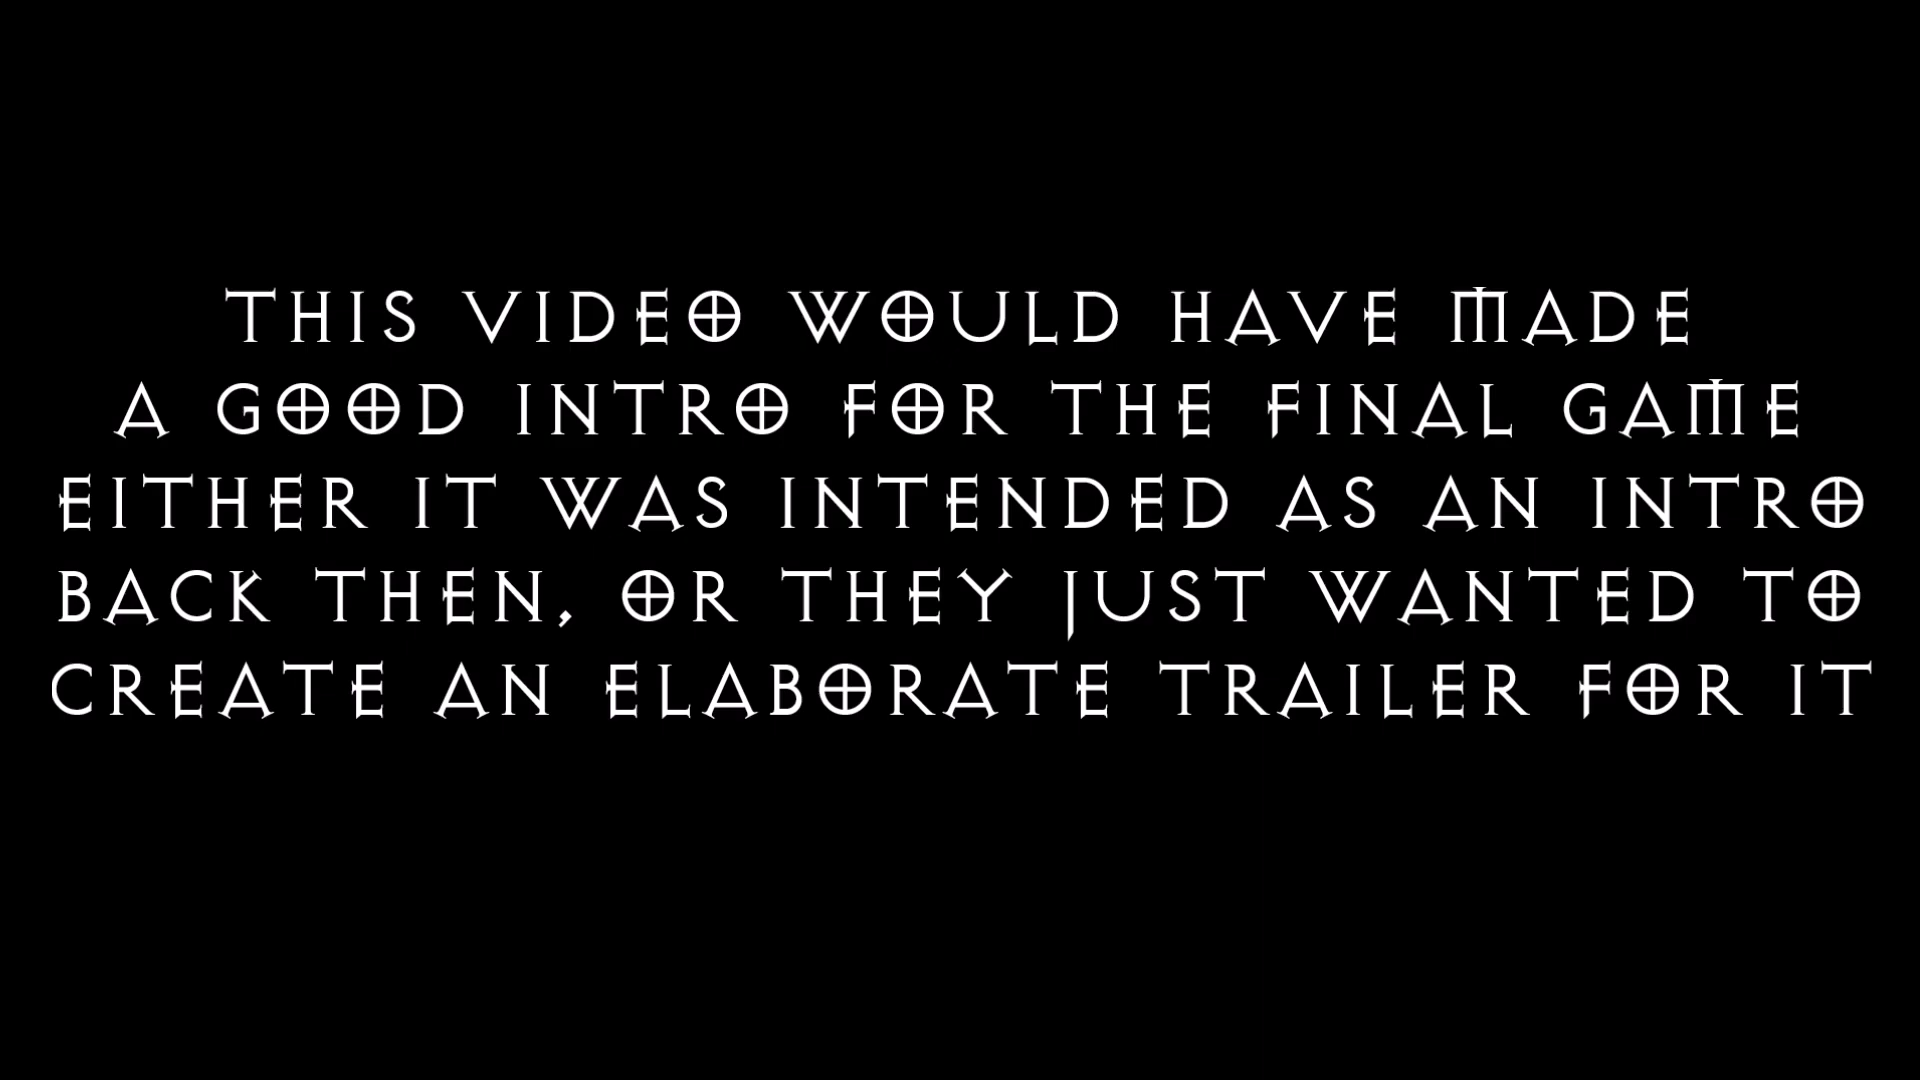 THIS VIDEO WOULD HAVE MADE
A GOOD INTRO FOR THE FINAL GAME
EITHER IT WAS INTENDED AS AN INTRO
BACK THEN, OR THEY JUST WANTED TO
CREATE AN ELABORATE TRAILER FOR IT